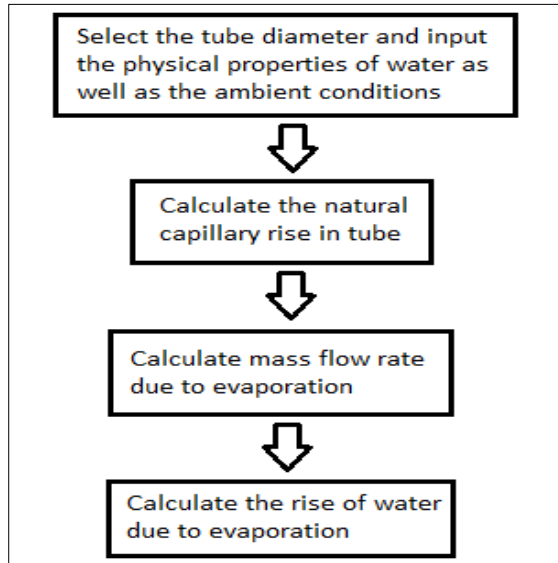 Select the tube diameter and input
the physical properties of water as
well as the ambient conditions
Calculate the natural
capillary rise in tube
Calculate mass flow rate
due to evaporation
Calculate the rise of water
due to evaporation